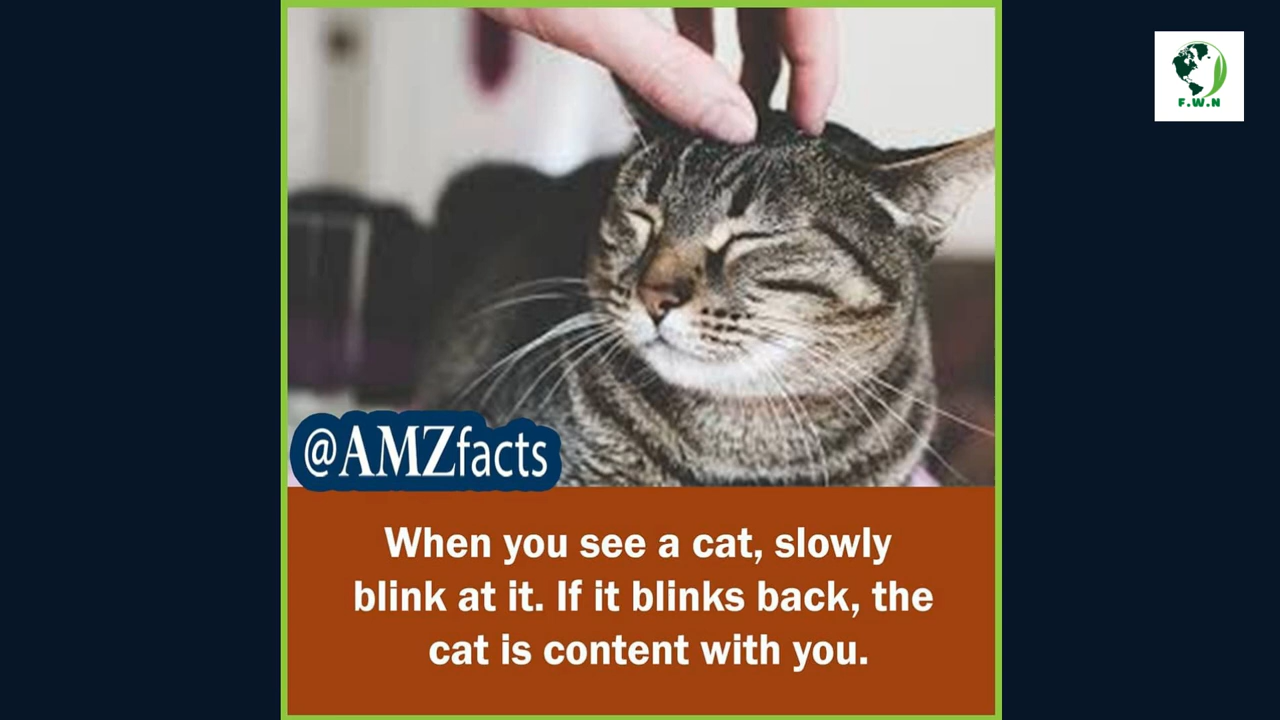 F.W.N
@AMZfacts
When you see a cat, slowly
blink at it. If it blinks back, the
cat is content with you.